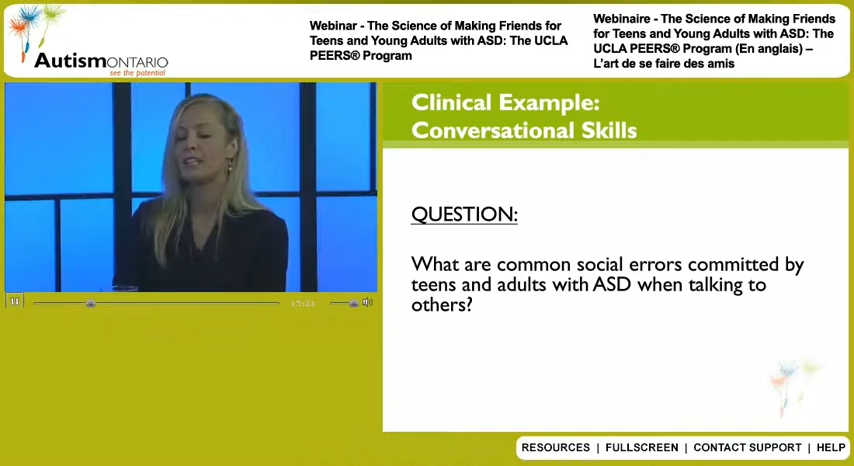 AutismONTARIO
see the potential
Webinar - The Science of Making Friends for
Teens and Young Adults with ASD: The UCLA
PEERS® Program
Webinaire - The Science of Making Friends
for Teens and Young Adults with ASD: The
UCLA PEERS® Program (En anglais) –
L'art de se faire des amis
Clinical Example:
Conversational Skills
QUESTION:
What are common social errors committed by
teens and adults with ASD when talking to
others?
RESOURCES | FULLSCREEN | CONTACT SUPPORT | HELP